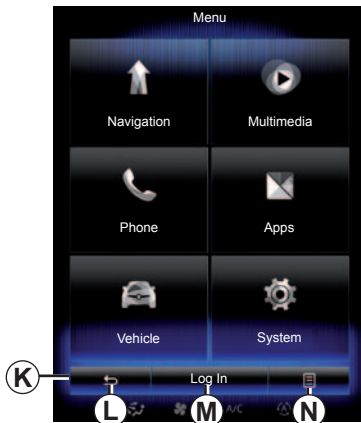 Menu
Navigation
Multimedia
Phone
Apps
Vehicle
System
K
Log In
L
M
A/C
N